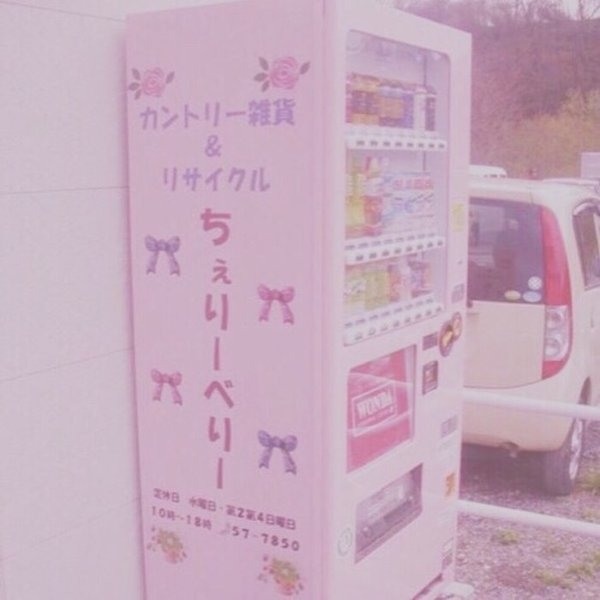 カントリー雑貨
&
リサイクル
ちぇりーべりー
定休日 水曜日・第2第4日曜日
10時~18時 57-7850
WONDA